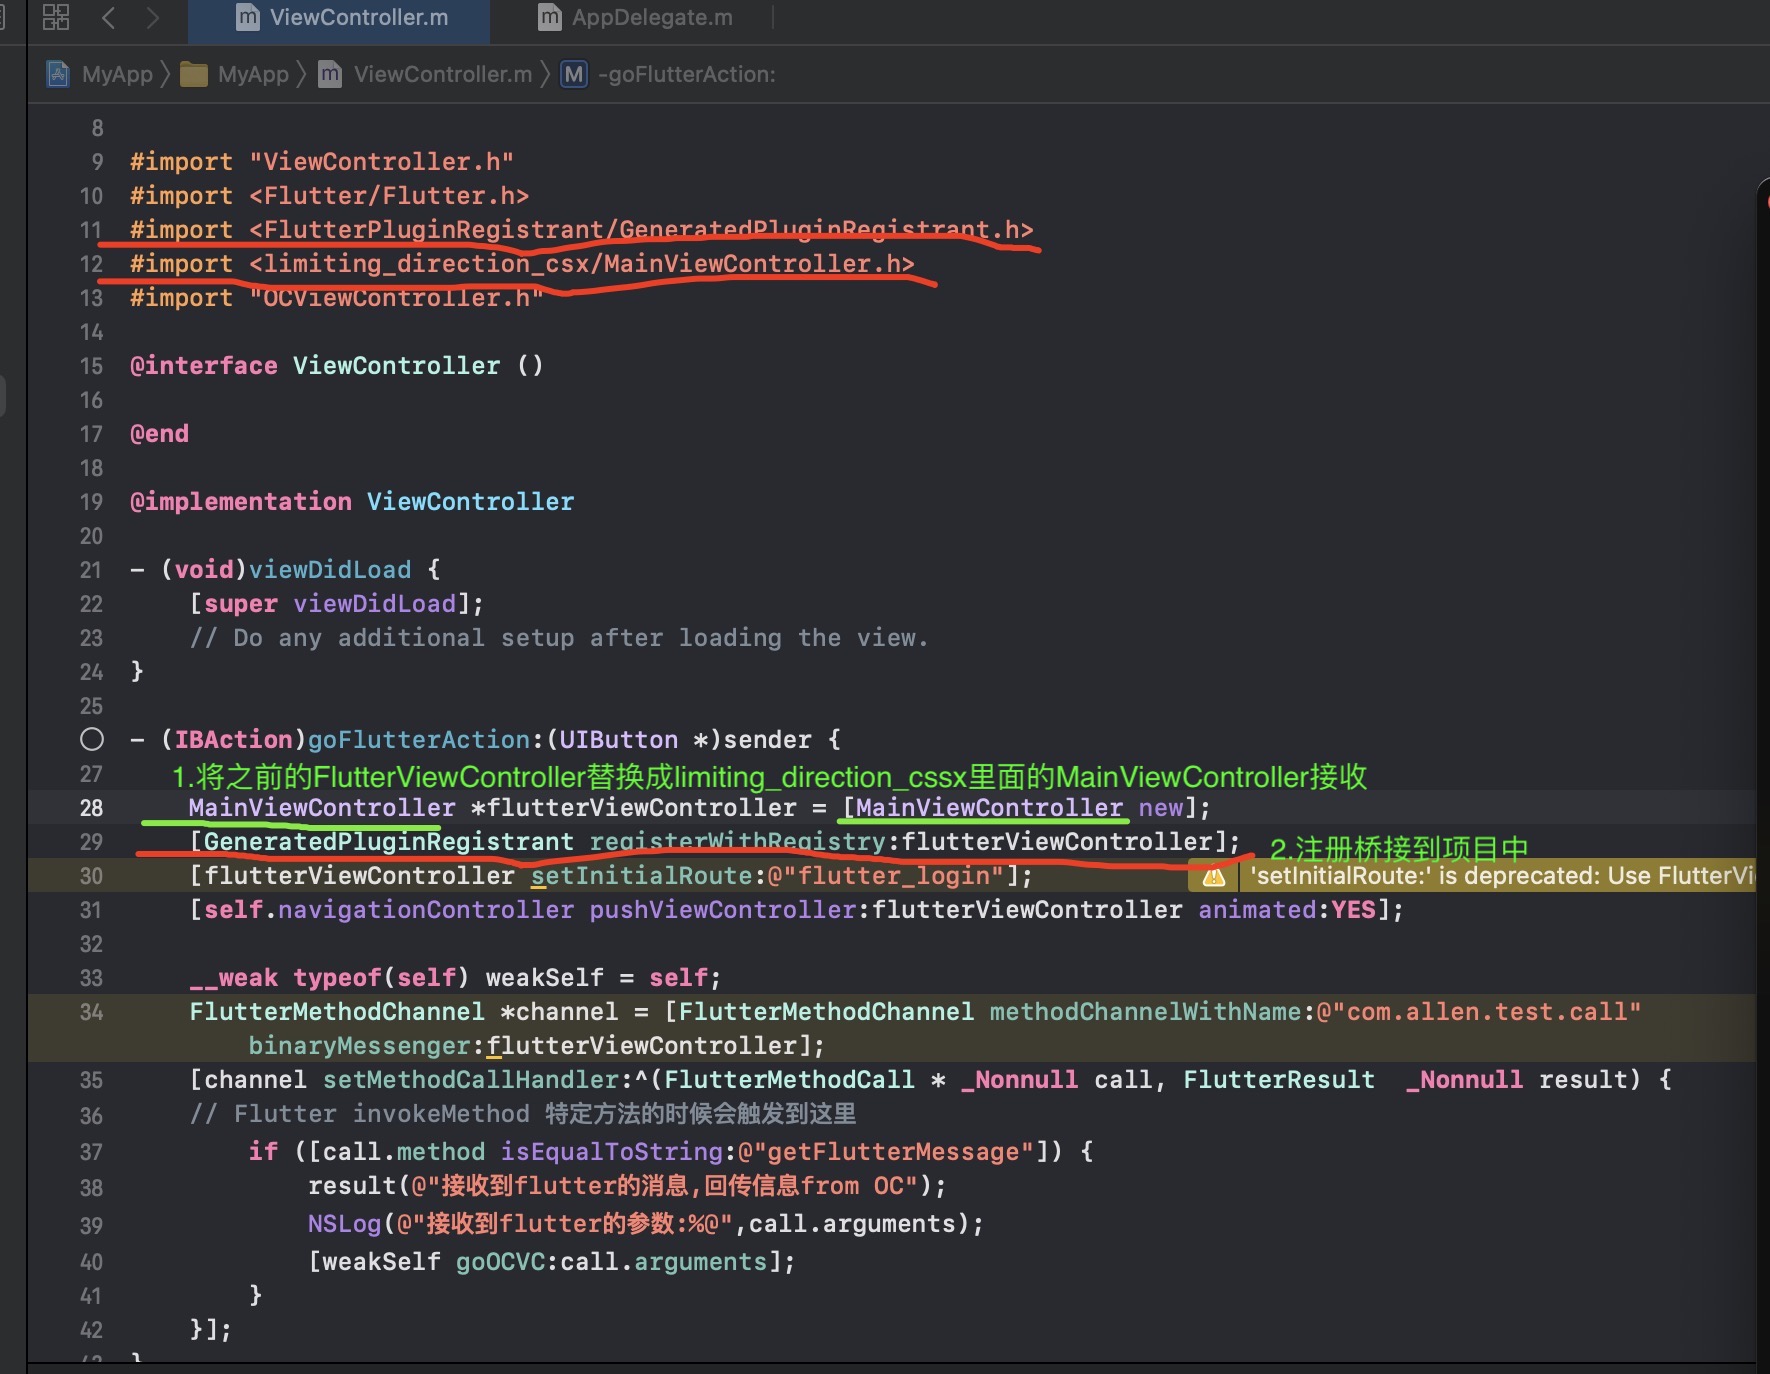 ViewController.m AppDelegate.m
MyApp MyApp ViewController.m M -goFlutterAction:
8
9 #import "ViewController.h"
10 #import <Flutter/Flutter.h>
11 #import <FlutterPluginRegistrant/GeneratedPluginRegistrant.h>
12 #import <limiting_direction_csx/MainViewController.h>
13 #import "OCViewController.h"
14
15 @interface ViewController ()
16
17 @end
18
19 @implementation ViewController
20
21 - (void)viewDidLoad {
22 [super viewDidLoad];
23 // Do any additional setup after loading the view.
24 }
25
- (IBAction)goFlutterAction:(UIButton *)sender {
27 1.将之前的FlutterViewController替换成limiting_direction_cssx里面的MainViewController接收
28 MainViewController *flutterViewController = [MainViewController new];
29 [GeneratedPluginRegistrant registerWithRegistry:flutterViewController]; 2.注册桥接到项目中
30 [flutterViewController setInitialRoute:@"flutter_login"]; 'setInitialRoute:' is deprecated: Use FlutterVi
31 [self.navigationController pushViewController:flutterViewController animated:YES];
32
33 __weak typeof(self) weakSelf = self;
34 FlutterMethodChannel *channel = [FlutterMethodChannel methodChannelWithName:@"com.allen.test.call"
binaryMessenger:flutterViewController];
35 [channel setMethodCallHandler:^(FlutterMethodCall * _Nonnull call, FlutterResult  _Nonnull result) {
36 // Flutter invokeMethod 特定方法的时候会触发到这里
37 if ([call.method isEqualToString:@"getFlutterMessage"]) {
38 result(@"接收到flutter的消息,回传信息from OC");
39 NSLog(@"接收到flutter的参数:%@",call.arguments);
40 [weakSelf goOCVC:call.arguments];
41 }
42 }];